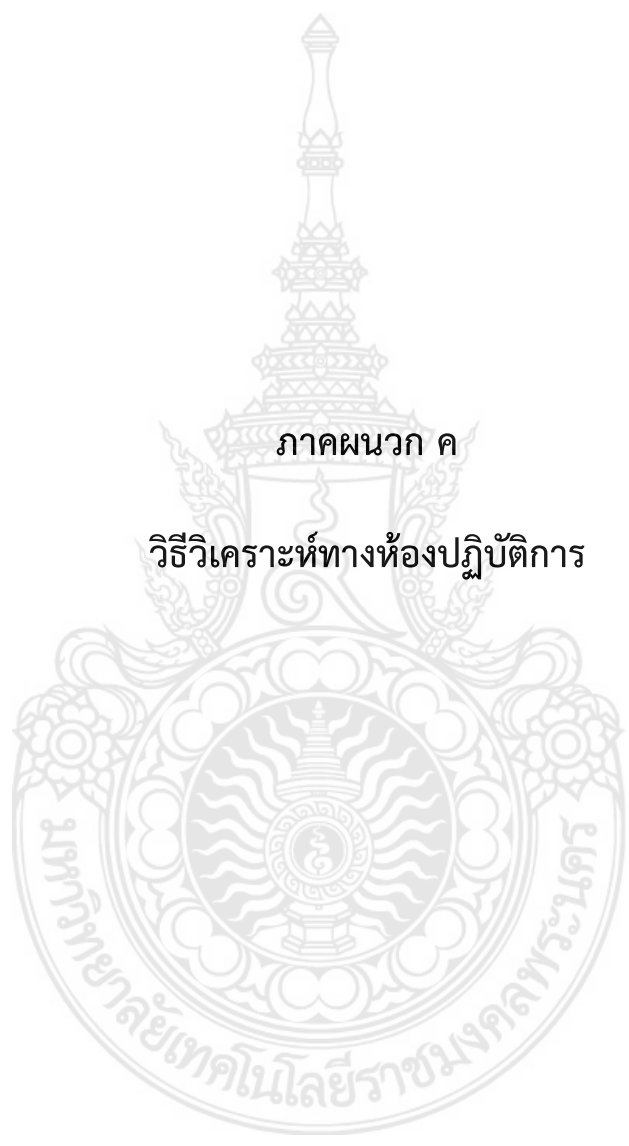 ภาคผนวก ค
วิธีวิเคราะห์ทางห้องปฏิบัติการ
มหาวิทยาลัยเทคโนโลยีราชมงคลพระนคร